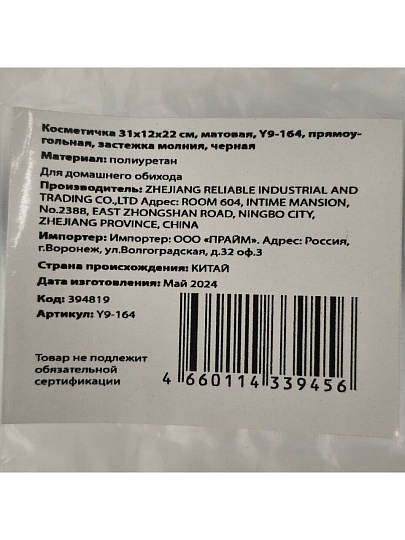 Косметичка 31х12х22 см, матовая, Y9-164, прямоу-
гольная, застежка молния, черная
Материал: полиуретан
Для домашнего обихода
Производитель: ZHEJIANG RELIABLE INDUSTRIAL AND
TRADING CO.,LTD Адрес: ROOM 604, INTIME MANSION,
No.2388, EAST ZHONGSHAN ROAD, NINGBO CITY,
ZHEJIANG PROVINCE, CHINA
Импортер: Импортер: ООО «ПРАЙМ». Адрес: Россия,
г.Воронеж, ул.Волгоградская, д.32 оф.3
Страна происхождения: КИТАЙ
Дата изготовления: Май 2024
Код: 394819
Артикул: Y9-164
Товар не подлежит
обязательной
сертификации
4 660114 339456